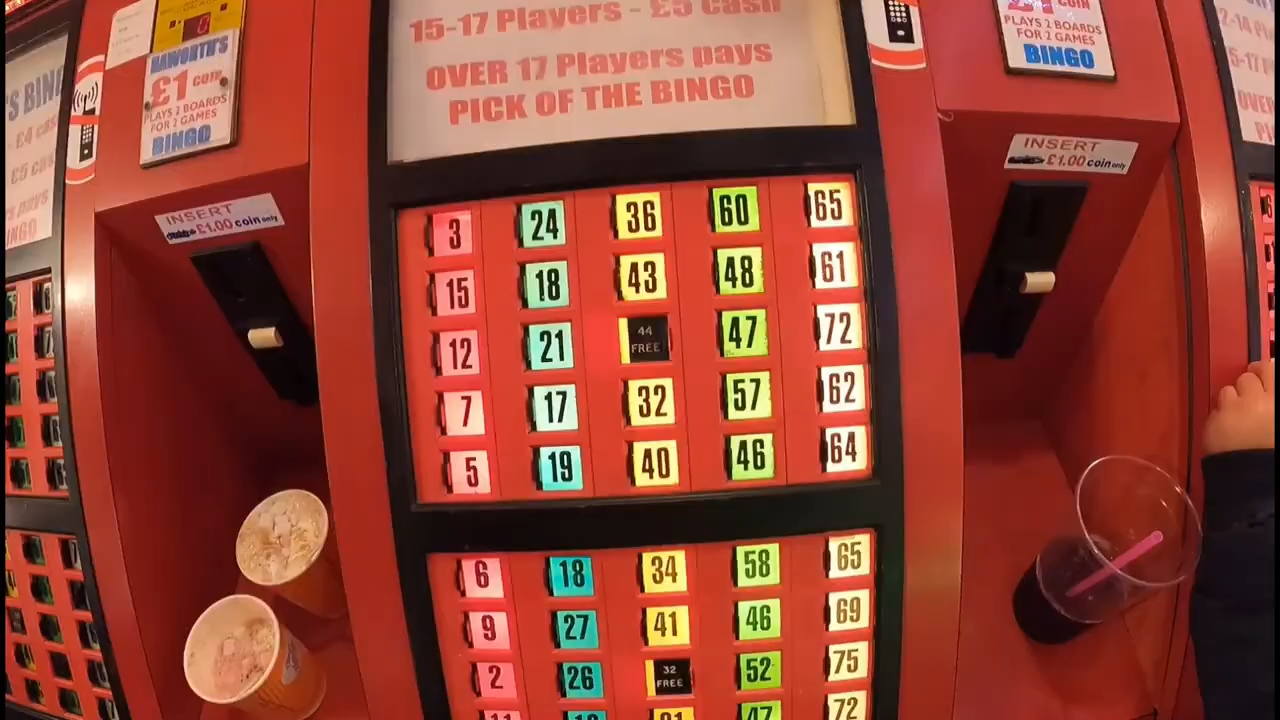 15-17 Players - £5 cash
OVER 17 Players pays
PICK OF THE BINGO
HAWORTH'S
£1 coin
PLAYS 2 BOARDS
FOR 2 GAMES
BINGO
INSERT
£1.00 coin only
£1 COIN
PLAYS 2 BOARDS
FOR 2 GAMES
BINGO
INSERT
£1.00 coin only
3 24 36 60 65
15 18 43 48 61
12 21 44 FREE 47 72
7 17 32 57 62
5 19 40 46 64
6 18 34 58 65
9 27 41 46 69
2 26 32 FREE 52 75
47 72